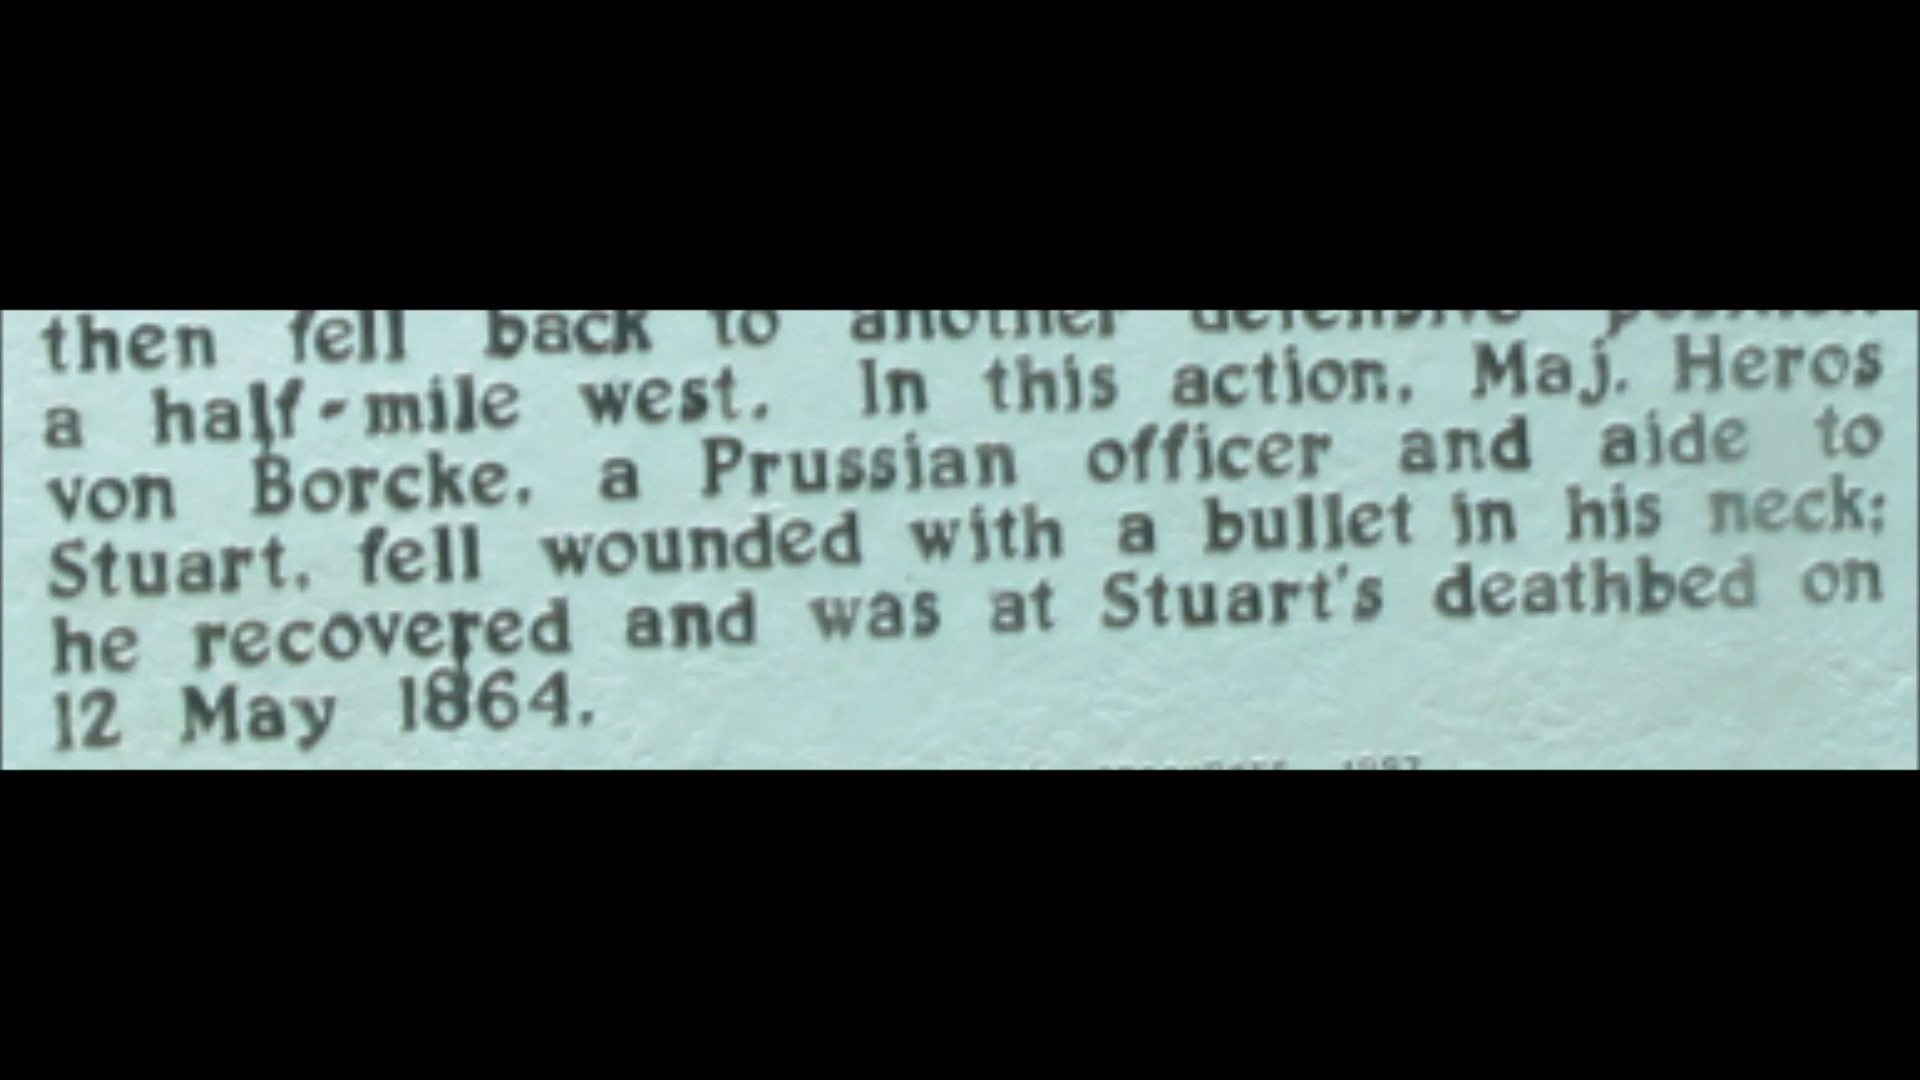 then fell back to another defensive position
a half-mile west. In this action, Maj. Heros
von Borcke, a Prussian officer and aide to
Stuart, fell wounded with a bullet in his neck;
he recovered and was at Stuart's deathbed on
12 May 1864.